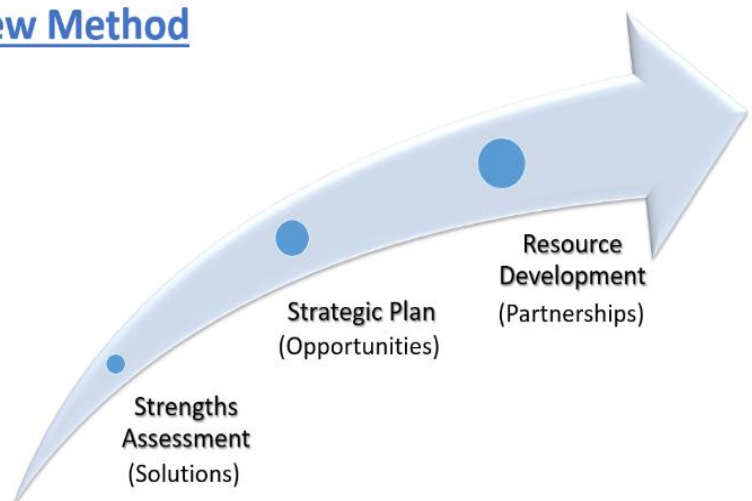 ew Method
Resource
Development
(Partnerships)
Strategic Plan
(Opportunities)
Strengths
Assessment
(Solutions)